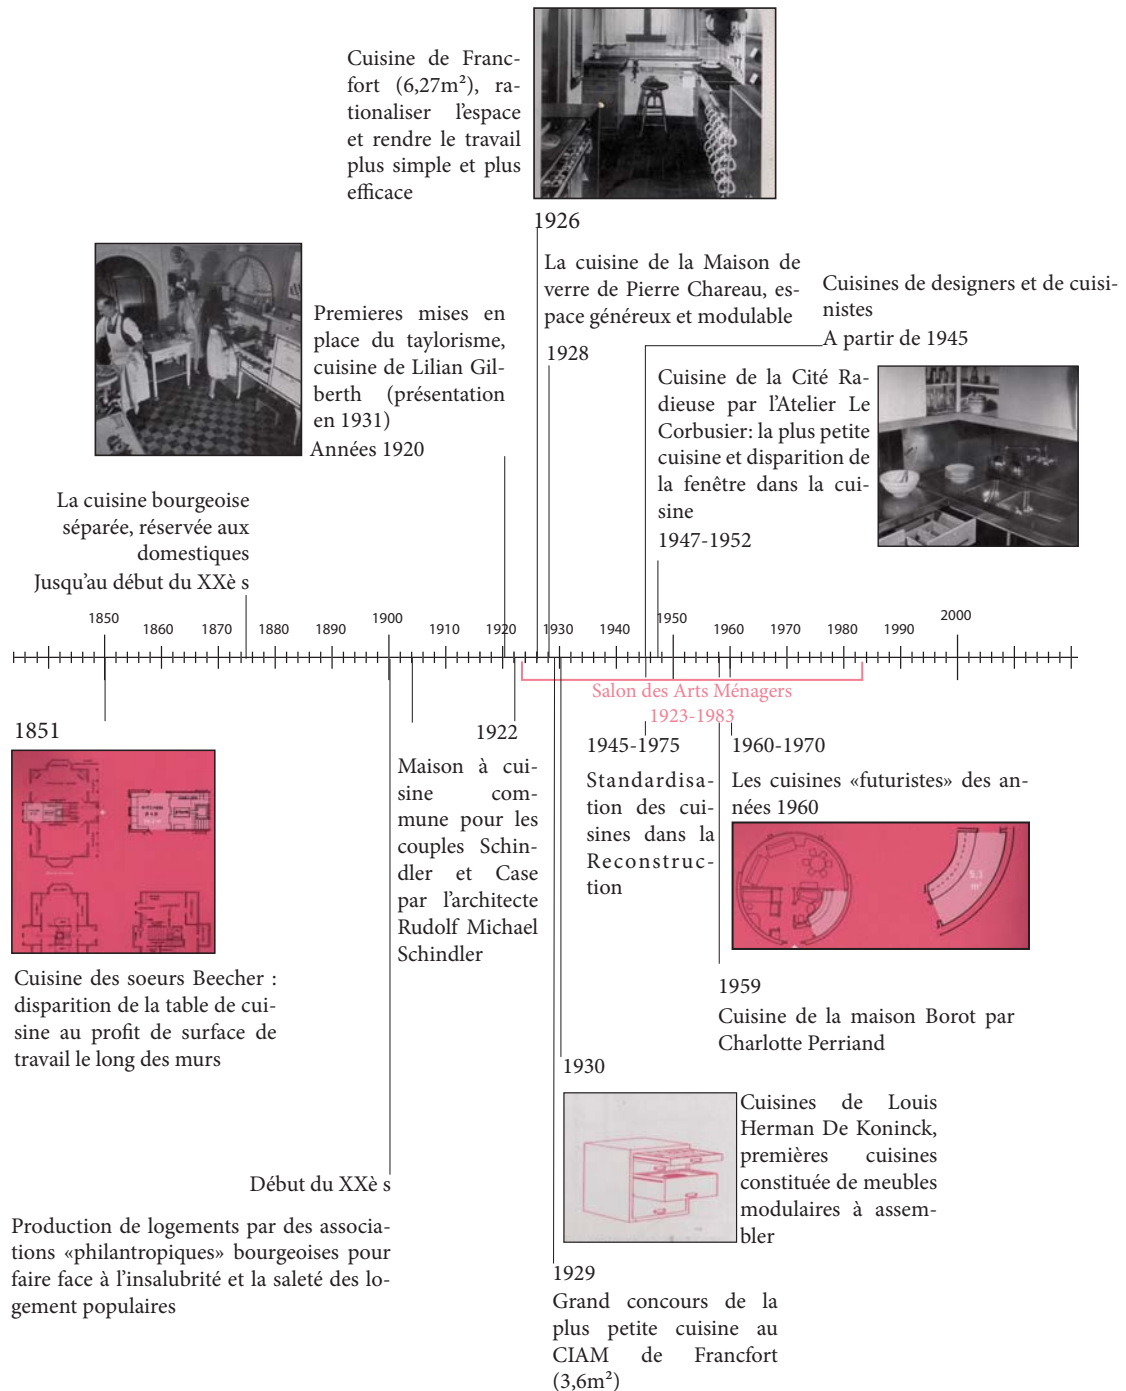 Cuisine de Franc-
fort (6,27m²), ra-
tionaliser l'espace
et rendre le travail
plus simple et plus
efficace
1926
La cuisine de la Maison de
verre de Pierre Chareau, es-
pace généreux et modulable
1928
Cuisines de designers et de cuisi-
nistes
A partir de 1945
Premieres mises en
place du taylorisme,
cuisine de Lilian Gil-
berth (présentation
en 1931)
Années 1920
Cuisine de la Cité Ra-
dieuse par l'Atelier Le
Corbusier: la plus petite
cuisine et disparition de
la fenêtre dans la cui-
sine
1947-1952
La cuisine bourgeoise
séparée, réservée aux
domestiques
Jusqu'au début du XXè s
1850 1860 1870 1880 1890 1900 1910 1920 1930 1940 1950 1960 1970 1980 1990 2000
Salon des Arts Ménagers
1923-1983
1851
Cuisine des soeurs Beecher :
disparition de la table de cui-
sine au profit de surface de
travail le long des murs
1922
Maison à cui-
sine com-
mune pour les
couples Schin-
dler et Case
par l'architecte
Rudolf Michael
Schindler
1945-1975
Standardisa-
tion des cui-
sines dans la
Reconstruc-
tion
1960-1970
Les cuisines «futuristes» des an-
nées 1960
5,1
m²
1959
Cuisine de la maison Borot par
Charlotte Perriand
1930
Cuisines de Louis
Herman De Koninck,
premières cuisines
constituée de meubles
modulaires à assem-
bler
Début du XXè s
Production de logements par des associa-
tions «philantropiques» bourgeoises pour
faire face à l'insalubrité et la saleté des lo-
gement populaires
1929
Grand concours de la
plus petite cuisine au
CIAM de Francfort
(3,6m²)